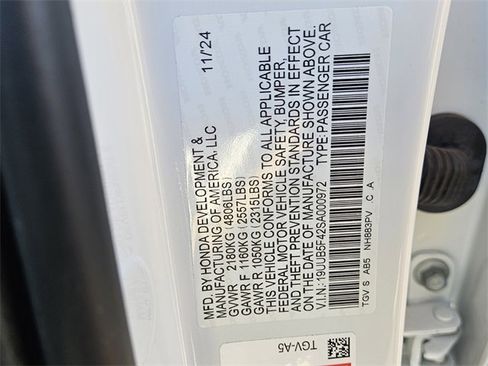 MFD. BY HONDA DEVELOPMENT & 11/24
MANUFACTURING OF AMERICA, LLC
GVWR 2180KG (4806LBS)
GAWR F 1160KG (2557LBS)
GAWR R 1050KG (2315LBS)
THIS VEHICLE CONFORMS TO ALL APPLICABLE
FEDERAL MOTOR VEHICLE SAFETY, BUMPER,
AND THEFT PREVENTION STANDARDS IN EFFECT
ON THE DATE OF MANUFACTURE SHOWN ABOVE.
V.I.N.: 19UUB5F42SA000972 TYPE: PASSENGER CAR
TGV S AB5 NH883PV C A
TGV-A5